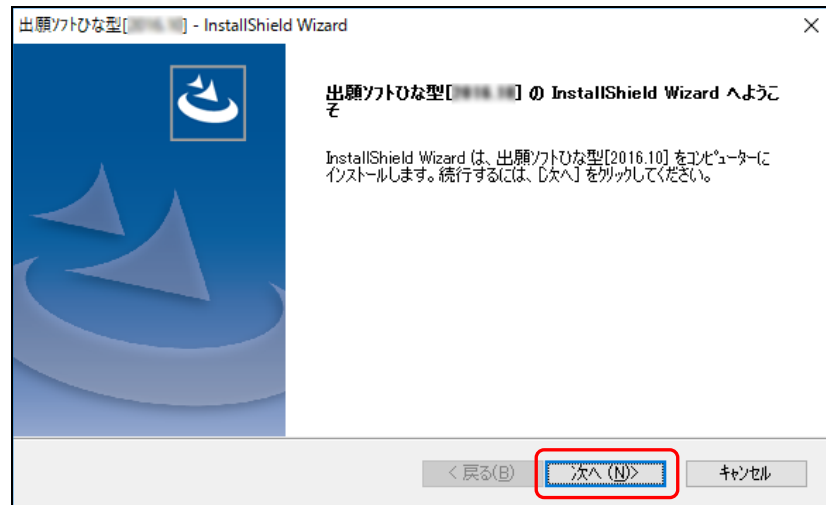 出願ソフトひな型[] - InstallShield Wizard
出願ソフトひな型[] の InstallShield Wizard へようこ
そ
InstallShield Wizard は、出願ソフトひな型[2016.10] をコンピューターに
インストールします。続行するには、[次へ] をクリックしてください。
< 戻る(B)
次へ (N)>
キャンセル